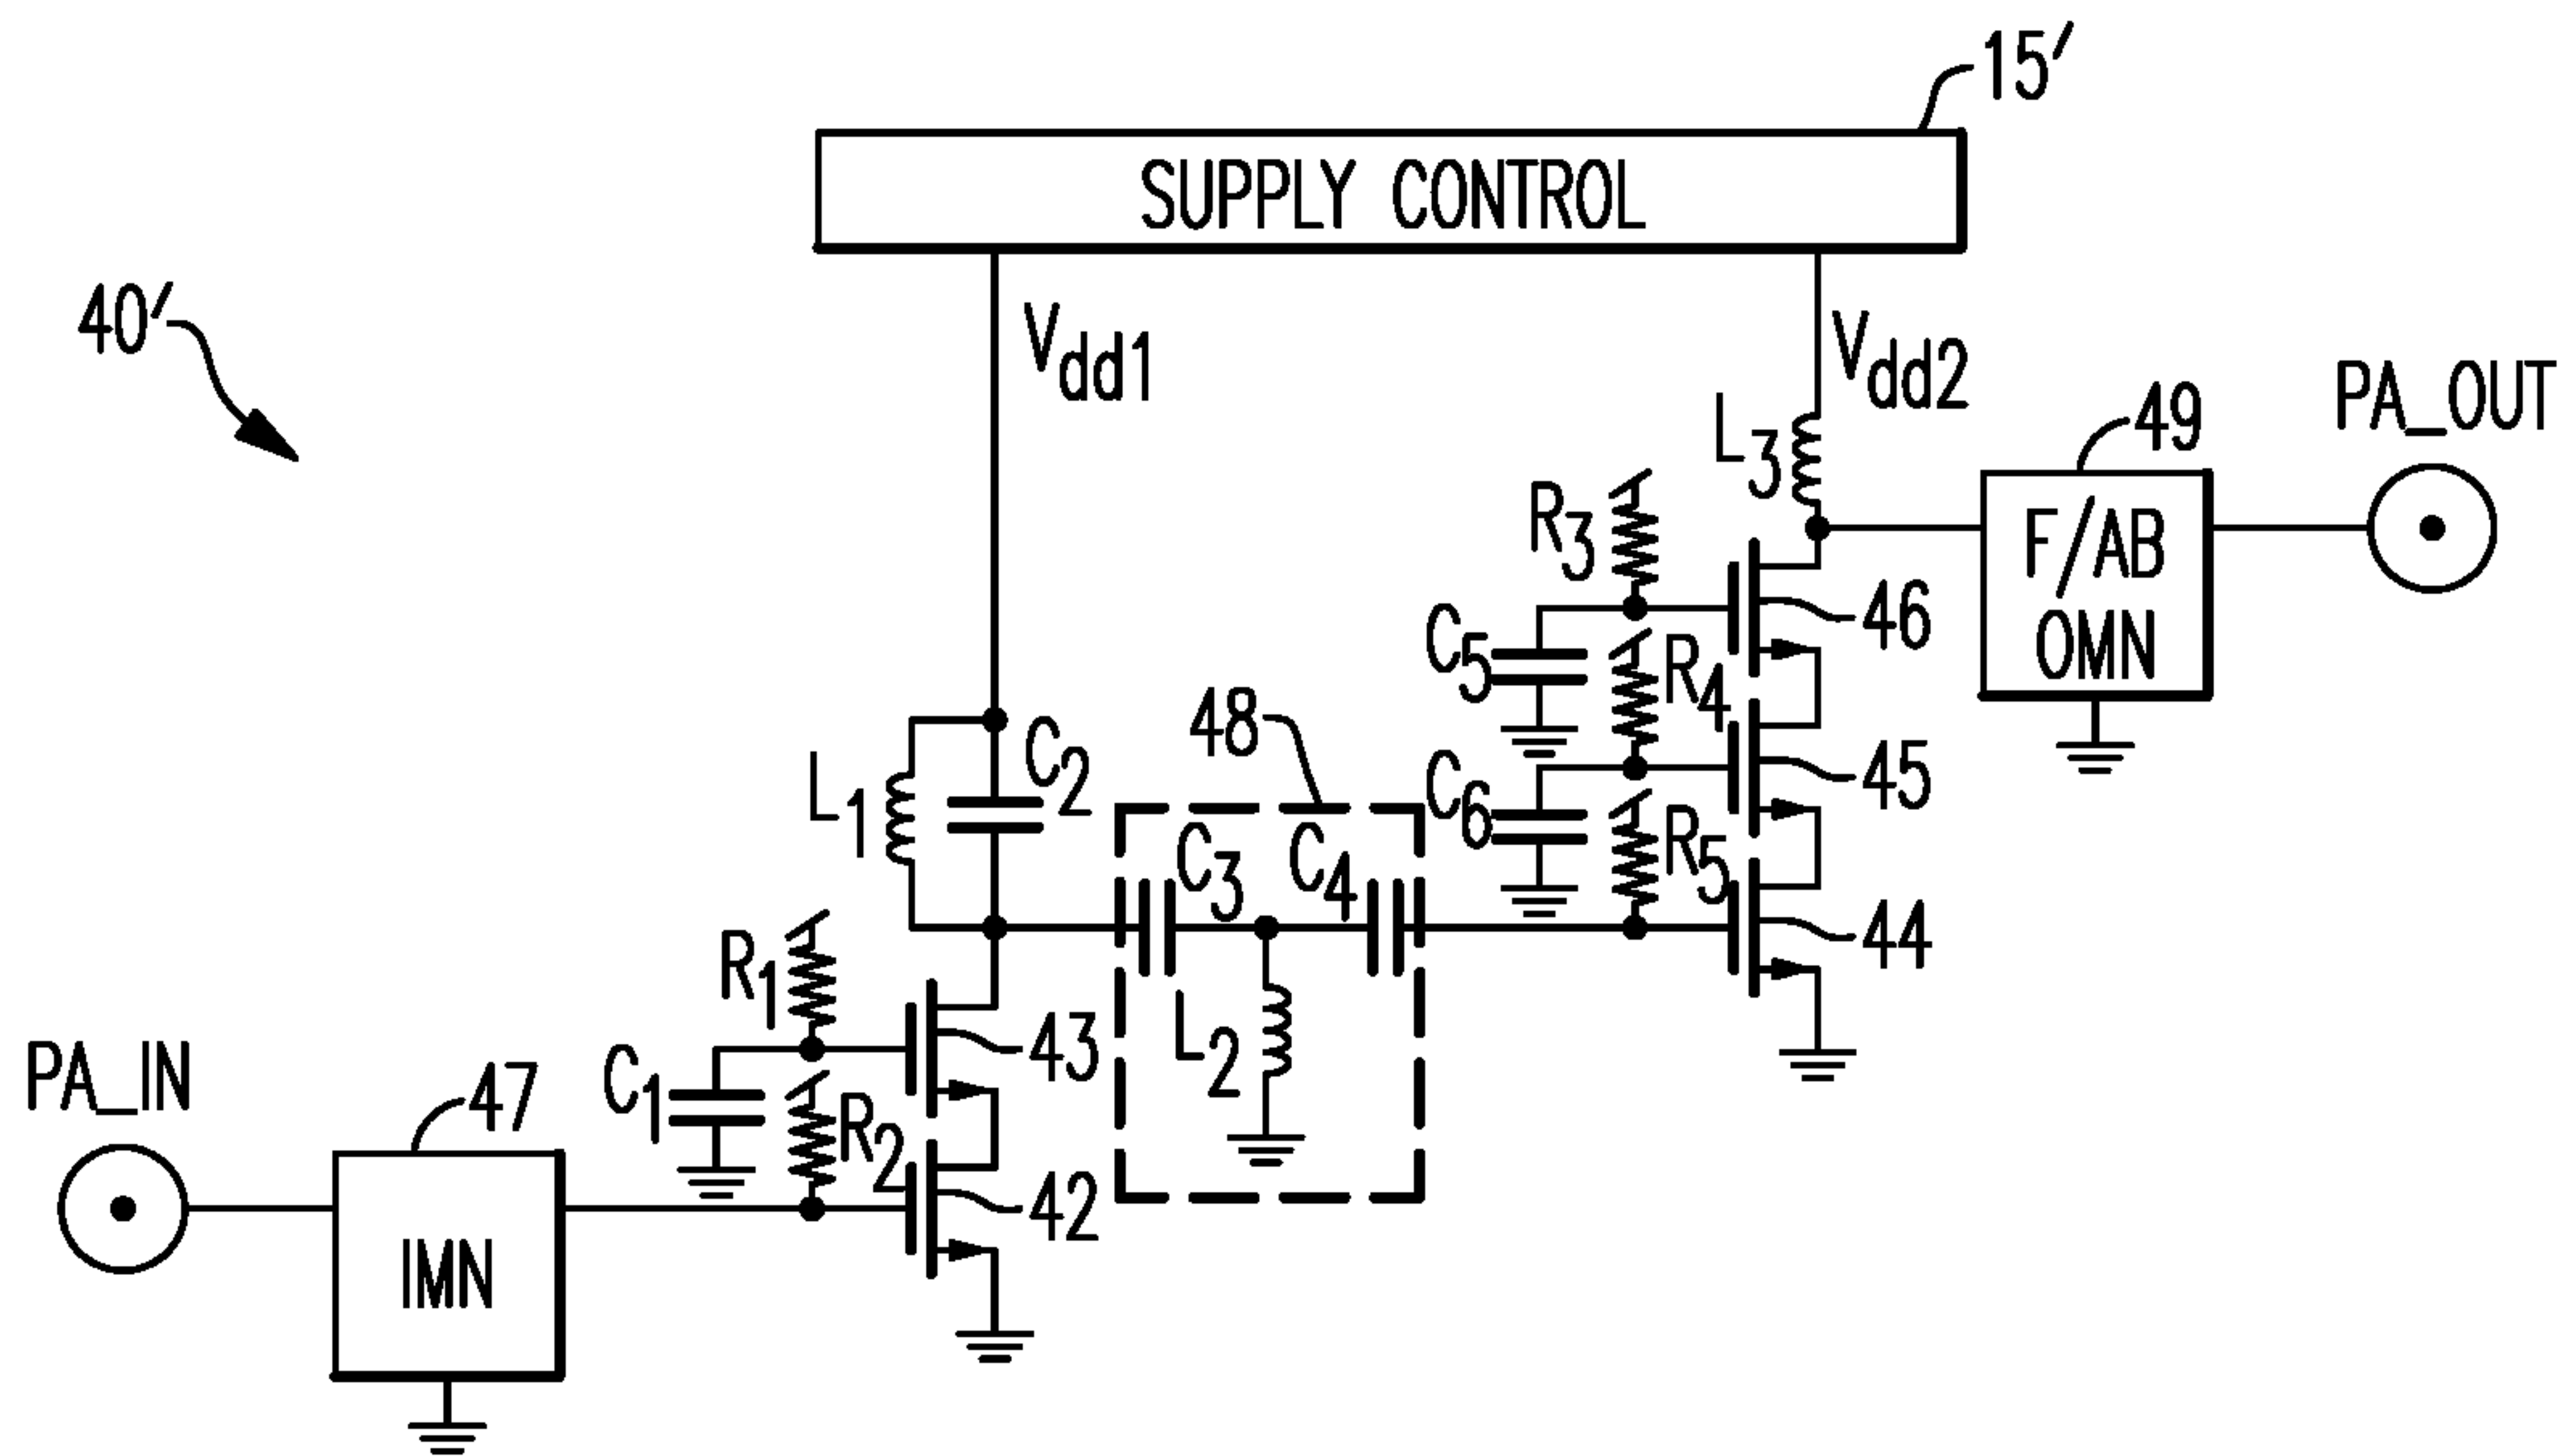 15′
SUPPLY CONTROL
40′
Vdd1
Vdd2
L3
49
PA_OUT
F/AB
OMN
R3
46
C5
R4
48
45
L1
C2
C6
R5
C3
C4
44
R1
43
L2
PA_IN
47
C1
R2
42
IMN